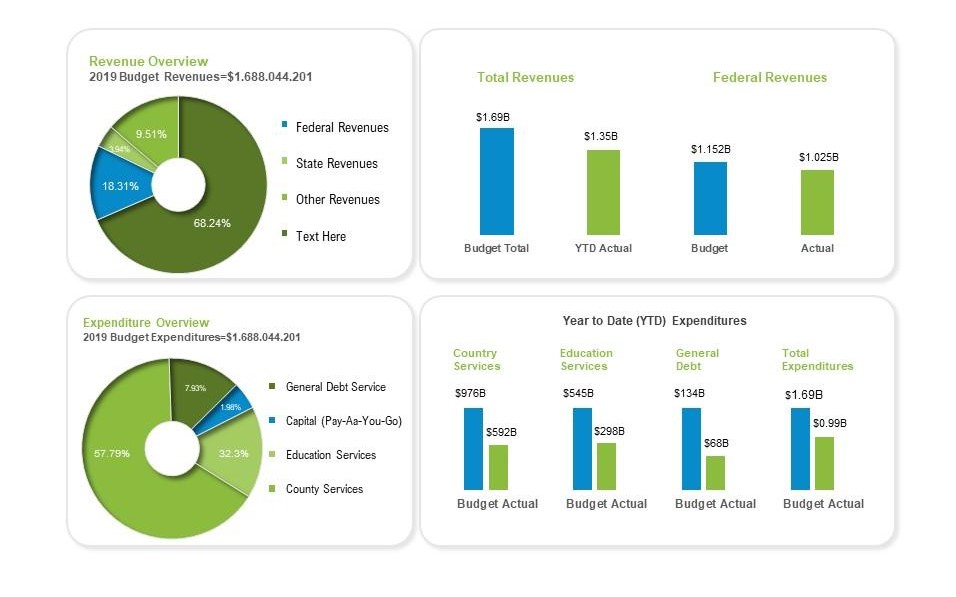 Revenue Overview
2019 Budget Revenues=$1.688.044.201
9.51%
3.94%
18.31%
68.24%
Federal Revenues
State Revenues
Other Revenues
Text Here
Total Revenues
Federal Revenues
$1.69B
$1.35B
$1.152B
$1.025B
Budget Total
YTD Actual
Budget
Actual
Expenditure Overview
2019 Budget Expenditures=$1.688.044.201
7.93%
1.98%
57.79%
32.3%
General Debt Service
Capital (Pay-Aa-You-Go)
Education Services
County Services
Year to Date (YTD) Expenditures
Country
Services
Education
Services
General
Debt
Total
Expenditures
$976B
$592B
$545B
$298B
$134B
$68B
$1.69B
$0.99B
Budget Actual
Budget Actual
Budget Actual
Budget Actual